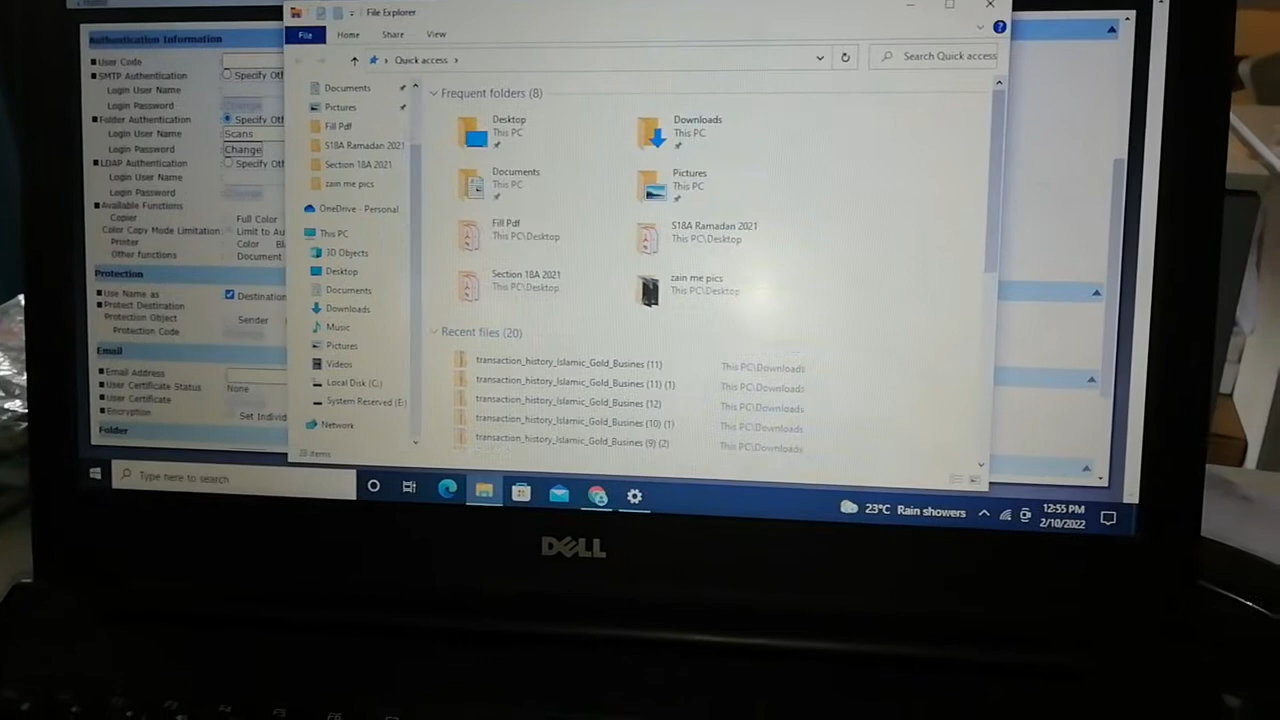 File Explorer
File Home Share View
Quick access
Search Quick access
Authentication Information
User Code
SMTP Authentication
Specify Oth
Login User Name
Login Password
Change
Folder Authentication
Specify Oth
Login User Name
Scans
Login Password
Change
LDAP Authentication
Specify Oth
Login User Name
Login Password
Available Functions
Copier
Full Color
Color Copy Mode Limitation
Limit to Au
Printer
Color
Other functions
Document
Protection
Use Name as
Destination
Protect Destination
Protection Object
Sender
Protection Code
Email
Email Address
User Certificate Status
None
User Certificate
Encryption
Set Individ
Folder
Documents
Pictures
Fill Pdf
S18A Ramadan 2021
Section 18A 2021
zain me pics
OneDrive - Personal
This PC
3D Objects
Desktop
Documents
Downloads
Music
Pictures
Videos
Local Disk (C:)
System Reserved (E:)
Network
Frequent folders (8)
Desktop
This PC
Downloads
This PC
Documents
This PC
Pictures
This PC
Fill Pdf
This PC\Desktop
S18A Ramadan 2021
This PC\Desktop
Section 18A 2021
This PC\Desktop
zain me pics
This PC\Desktop
Recent files (20)
transaction_history_Islamic_Gold_Busines (11) This PC\Downloads
transaction_history_Islamic_Gold_Busines (11) (1) This PC\Downloads
transaction_history_Islamic_Gold_Busines (12) This PC\Downloads
transaction_history_Islamic_Gold_Busines (10) (1) This PC\Downloads
transaction_history_Islamic_Gold_Busines (9) (2) This PC\Downloads
28 items
Type here to search
23°C Rain showers
12:55 PM
2/10/2022
DELL